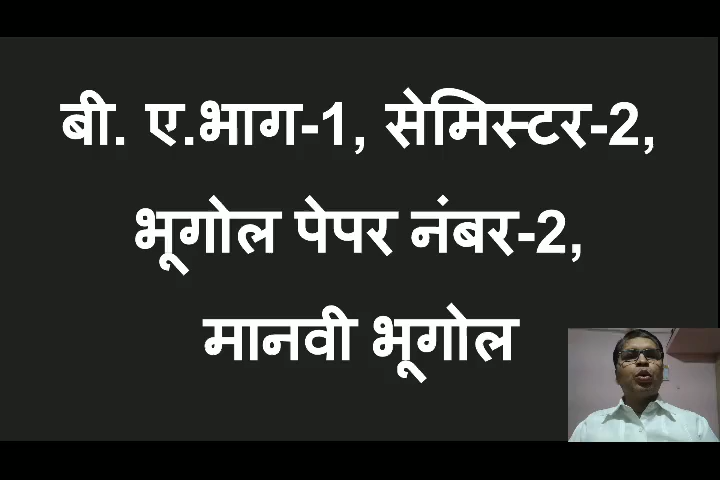 बी. ए.भाग-1, सेमिस्टर-2,
भूगोल पेपर नंबर-2,
मानवी भूगोल